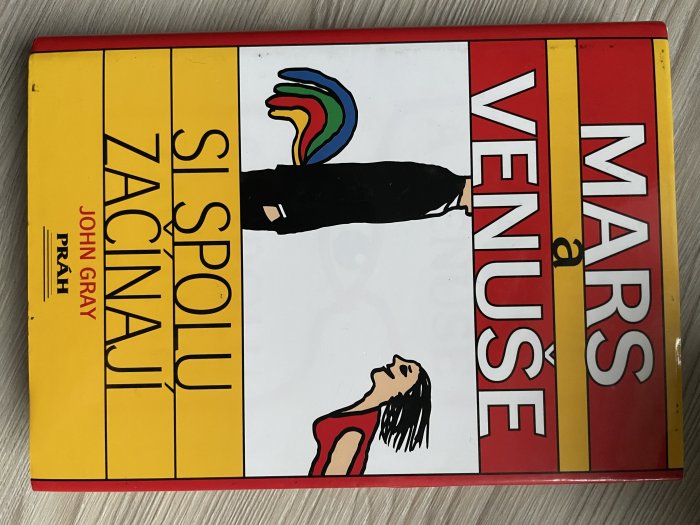 MARS
a
VENUŠE
SI SPOLU
ZAČÍNAJÍ
JOHN GRAY
PRÁH